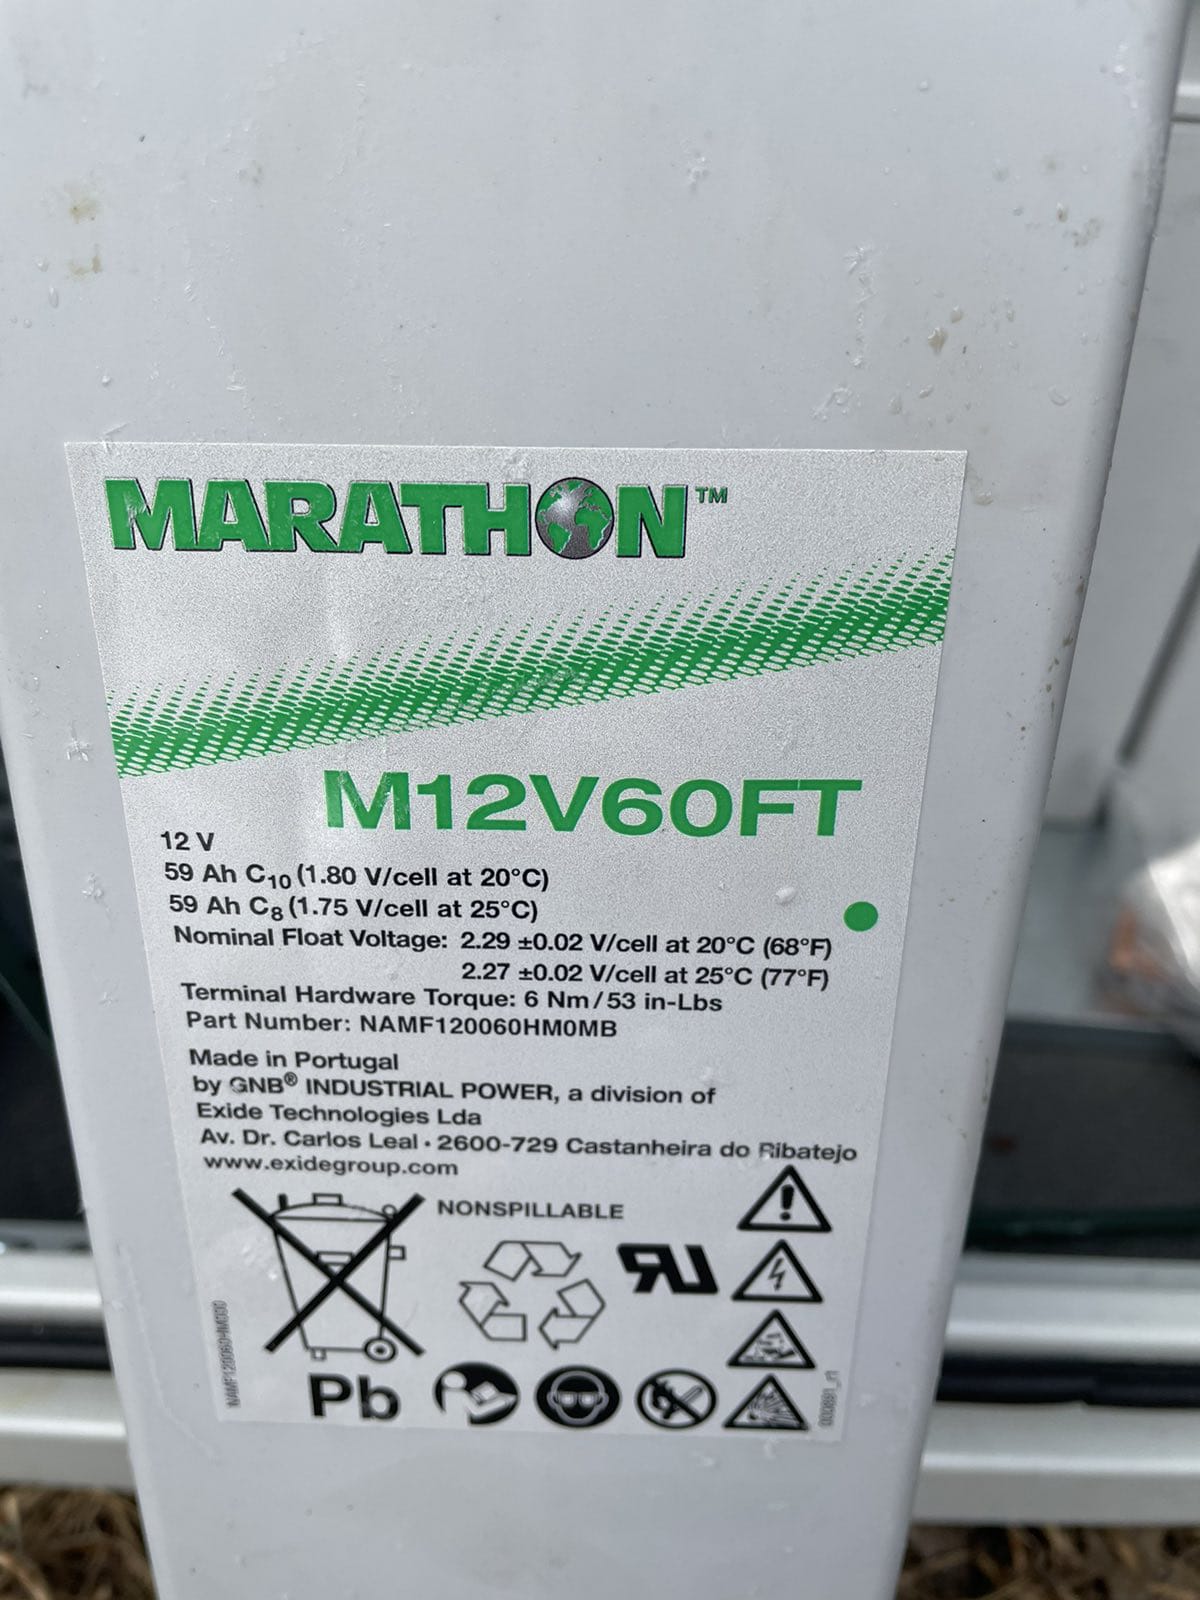 MARATHON™
M12V60FT
12 V
59 Ah C10 (1.80 V/cell at 20°C)
59 Ah C8 (1.75 V/cell at 25°C)
Nominal Float Voltage: 2.29 ±0.02 V/cell at 20°C (68°F)
2.27 ±0.02 V/cell at 25°C (77°F)
Terminal Hardware Torque: 6 Nm / 53 in-Lbs
Part Number: NAMF120060HM0MB
Made in Portugal
by GNB® INDUSTRIAL POWER, a division of
Exide Technologies Lda
Av. Dr. Carlos Leal · 2600-729 Castanheira do Ribatejo
www.exidegroup.com
NONSPILLABLE
Pb